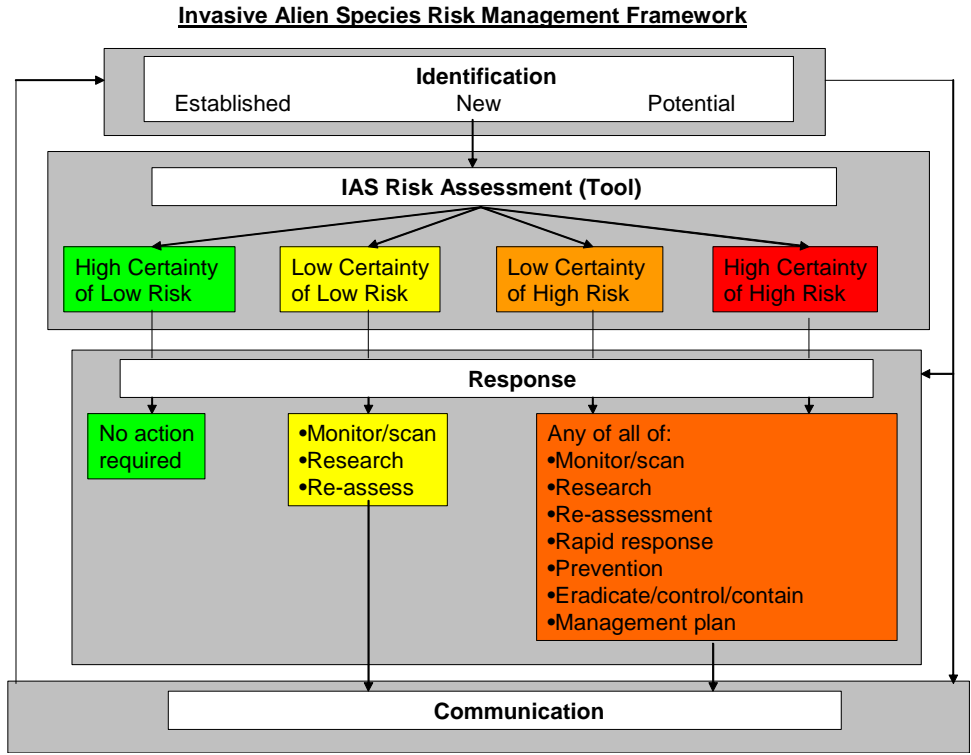 Invasive Alien Species Risk Management Framework
Identification
Established New Potential
IAS Risk Assessment (Tool)
High Certainty
of Low Risk
Low Certainty
of Low Risk
Low Certainty
of High Risk
High Certainty
of High Risk
Response
No action
required
•Monitor/scan
•Research
•Re-assess
Any of all of:
•Monitor/scan
•Research
•Re-assessment
•Rapid response
•Prevention
•Eradicate/control/contain
•Management plan
Communication